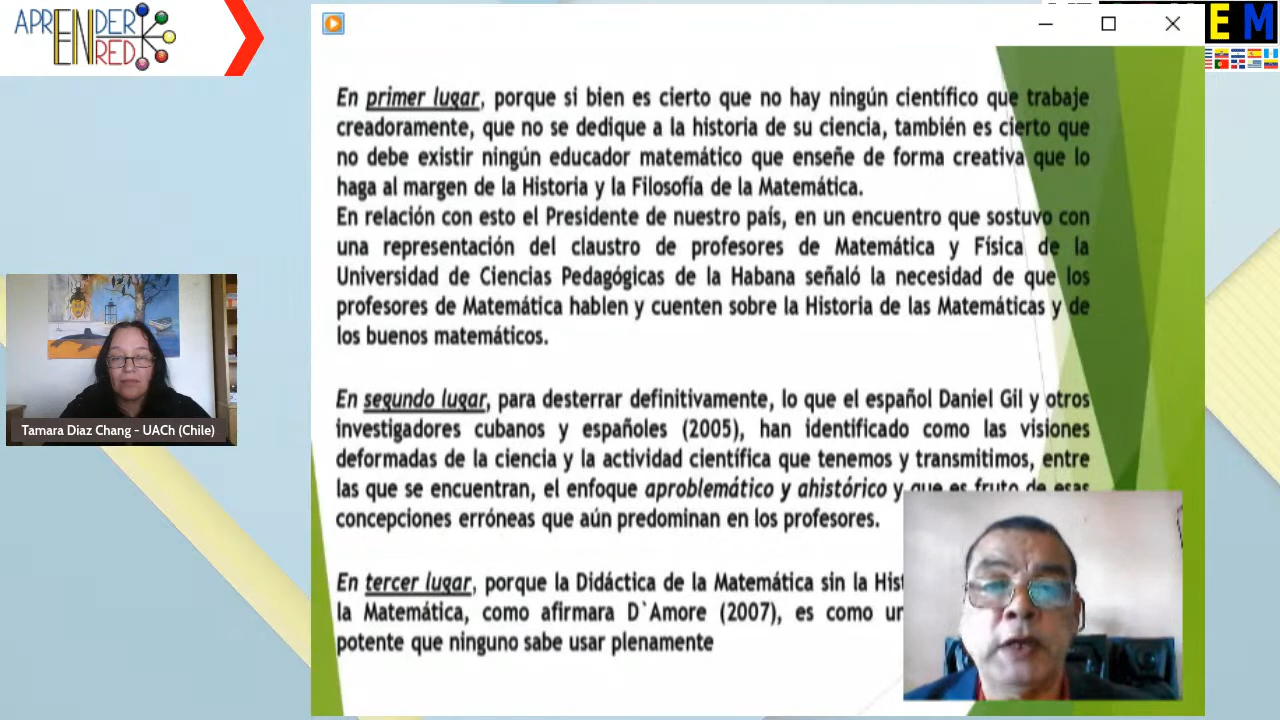 APRENDER
EN RED
E M
En primer lugar, porque si bien es cierto que no hay ningún científico que trabaje
creadoramente, que no se dedique a la historia de su ciencia, también es cierto que
no debe existir ningún educador matemático que enseñe de forma creativa que lo
haga al margen de la Historia y la Filosofía de la Matemática.
En relación con esto el Presidente de nuestro país, en un encuentro que sostuvo con
una representación del claustro de profesores de Matemática y Física de la
Universidad de Ciencias Pedagógicas de la Habana señaló la necesidad de que los
profesores de Matemática hablen y cuenten sobre la Historia de las Matemáticas y de
los buenos matemáticos.
En segundo lugar, para desterrar definitivamente, lo que el español Daniel Gil y otros
investigadores cubanos y españoles (2005), han identificado como las visiones
deformadas de la ciencia y la actividad científica que tenemos y transmitimos, entre
las que se encuentran, el enfoque aproblemático y ahistórico y que es fruto de esas
concepciones erróneas que aún predominan en los profesores.
En tercer lugar, porque la Didáctica de la Matemática sin la
la Matemática, como afirmara D`Amore (2007), es como
potente que ninguno sabe usar plenamente
Tamara Diaz Chang - UACh (Chile)